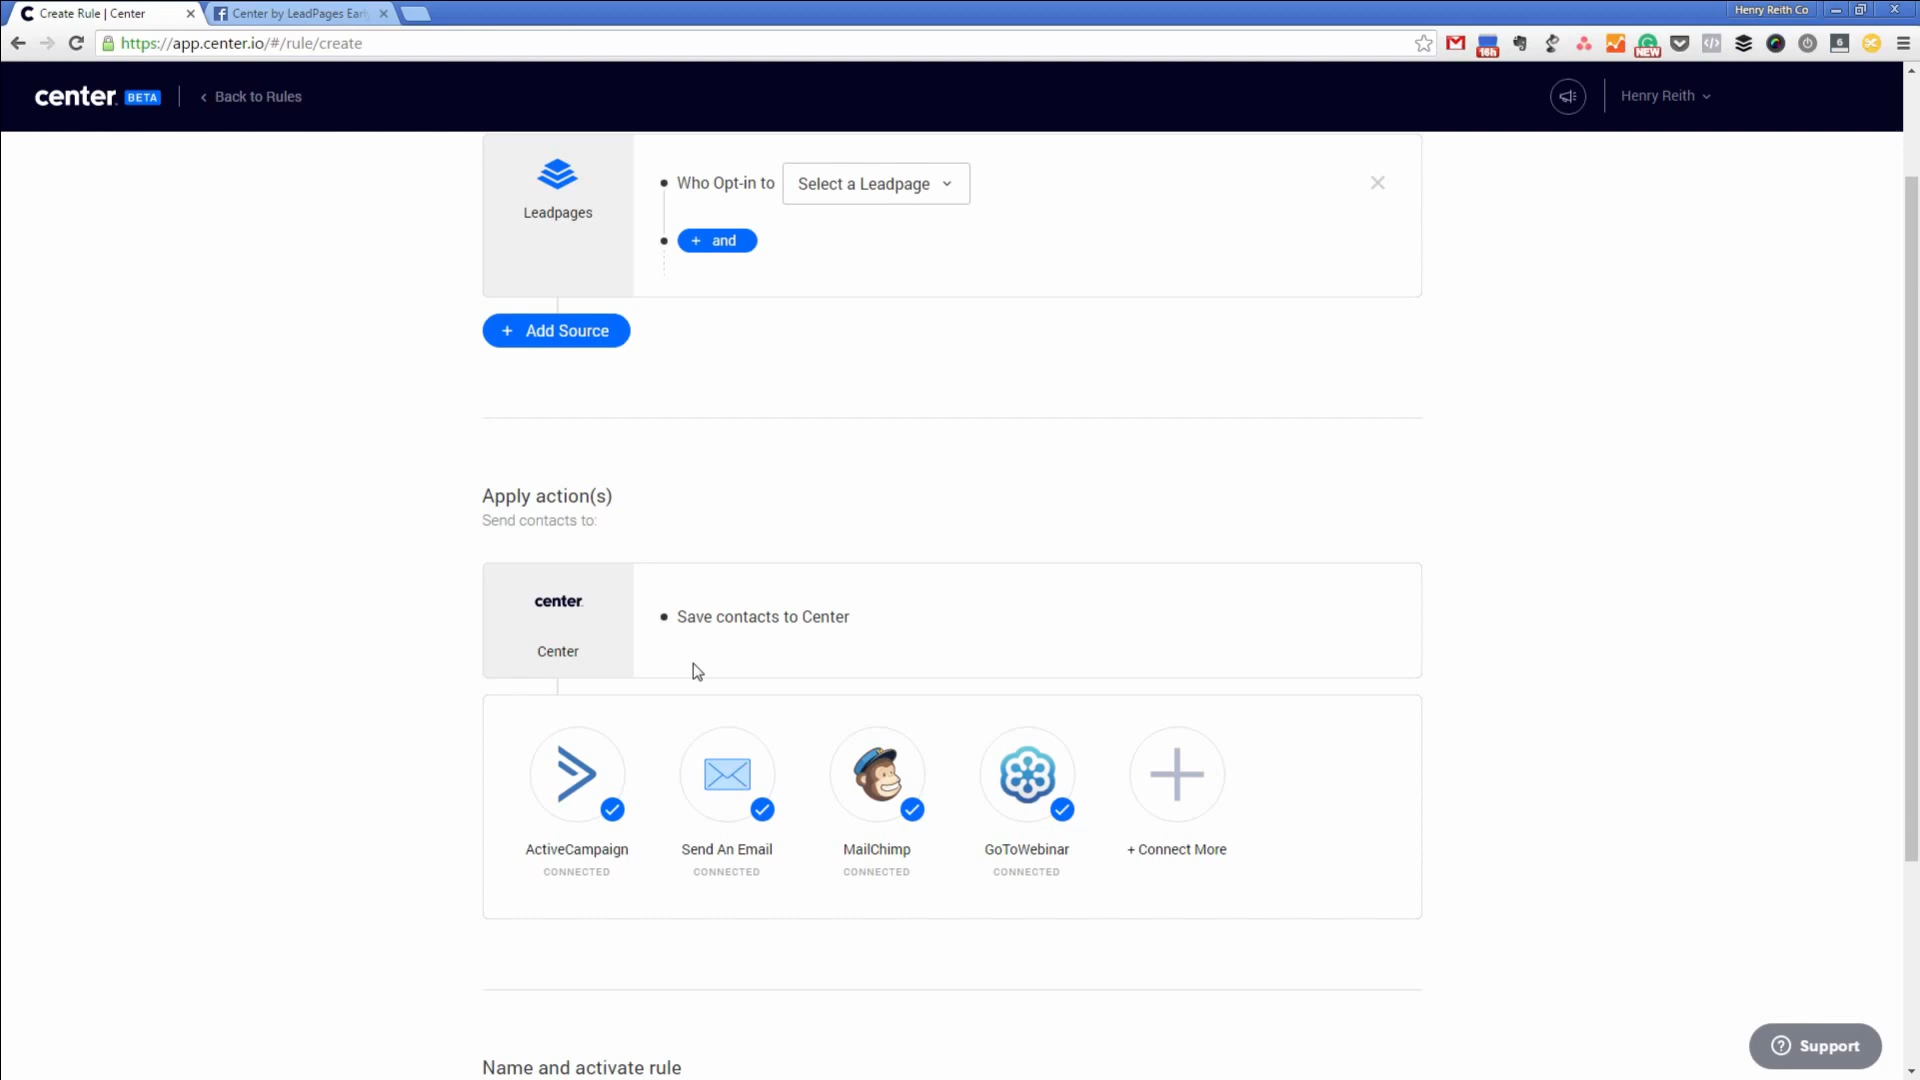 Create Rule | Center
Center by LeadPages Earl
Henry Reith Co
https://app.center.io/#/rule/create
16h
NEW
6
center. BETA
Back to Rules
Henry Reith
Leadpages
Who Opt-in to
Select a Leadpage
+ and
+ Add Source
Apply action(s)
Send contacts to:
center.
Center
Save contacts to Center
ActiveCampaign
CONNECTED
Send An Email
CONNECTED
MailChimp
CONNECTED
GoToWebinar
CONNECTED
+ Connect More
Name and activate rule
Support